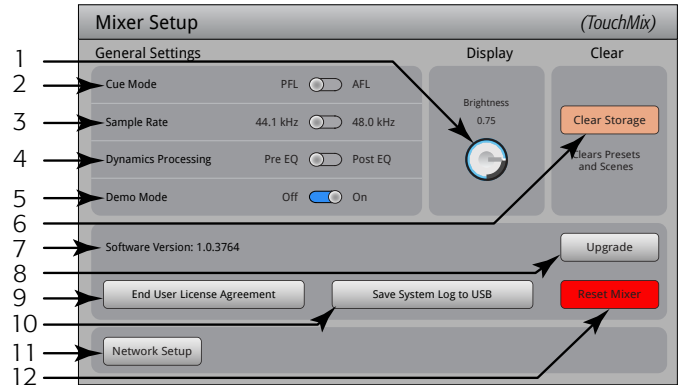 Mixer Setup (TouchMix)
General Settings Display Clear
1
2 Cue Mode PFL AFL
Brightness
3 Sample Rate 44.1 kHz 48.0 kHz 0.75 Clear Storage
4 Dynamics Processing Pre EQ Post EQ Clears Presets
and Scenes
5 Demo Mode Off On
6
7 Software Version: 1.0.3764 Upgrade
8
9 End User License Agreement Save System Log to USB Reset Mixer
10
11 Network Setup
12